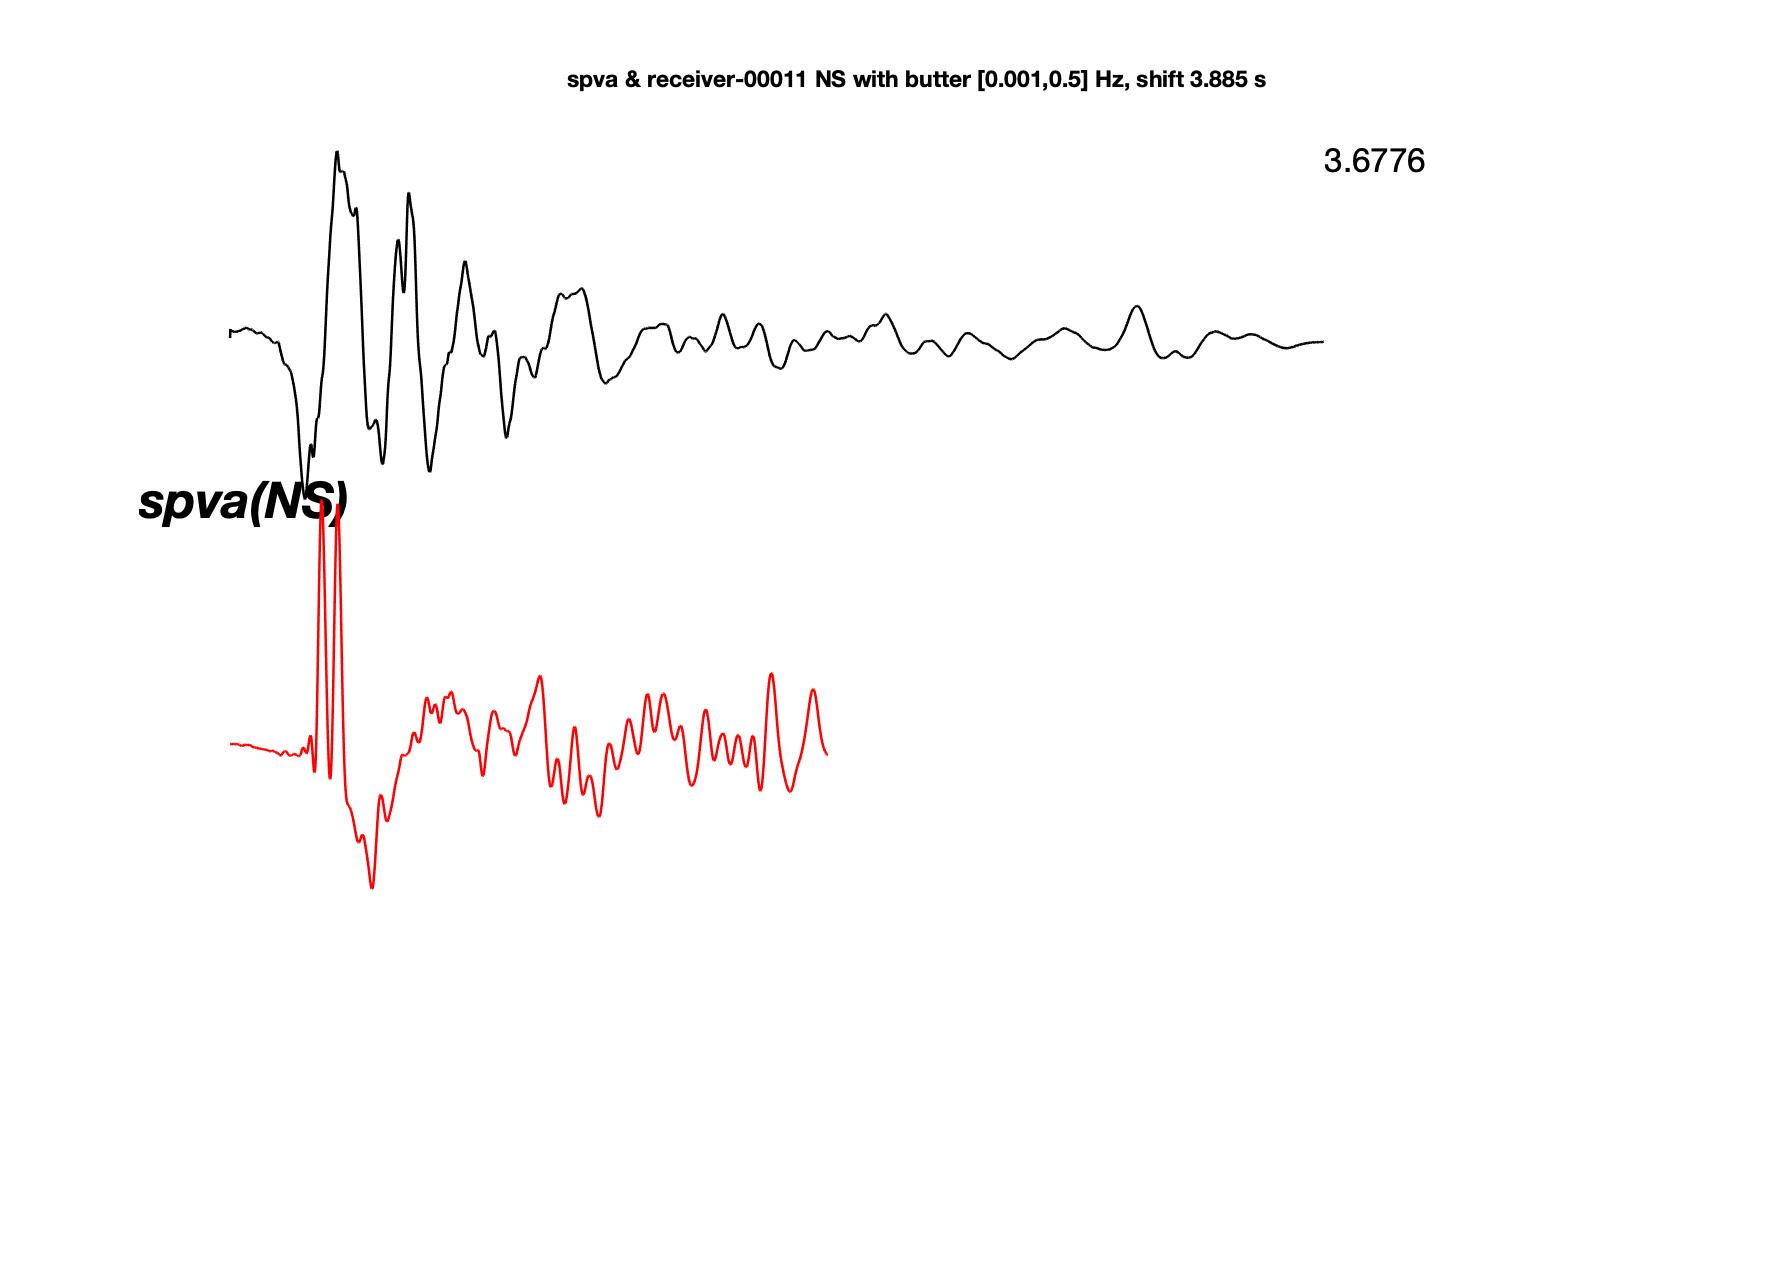 spva & receiver-00011 NS with butter [0.001,0.5] Hz, shift 3.885 s
3.6776
spva(NS)